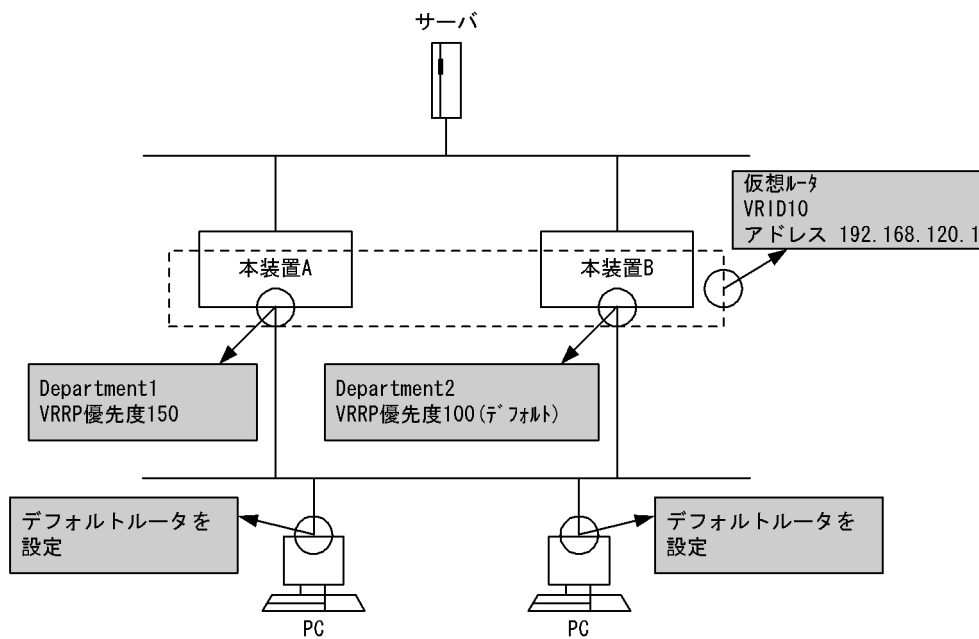 サーバ
仮想ﾙｰﾀ
VRID10
アドレス 192.168.120.1
本装置A
本装置B
Department1
VRRP優先度150
Department2
VRRP優先度100(ﾃﾞﾌｫﾙﾄ)
デフォルトルータを
設定
デフォルトルータを
設定
PC
PC